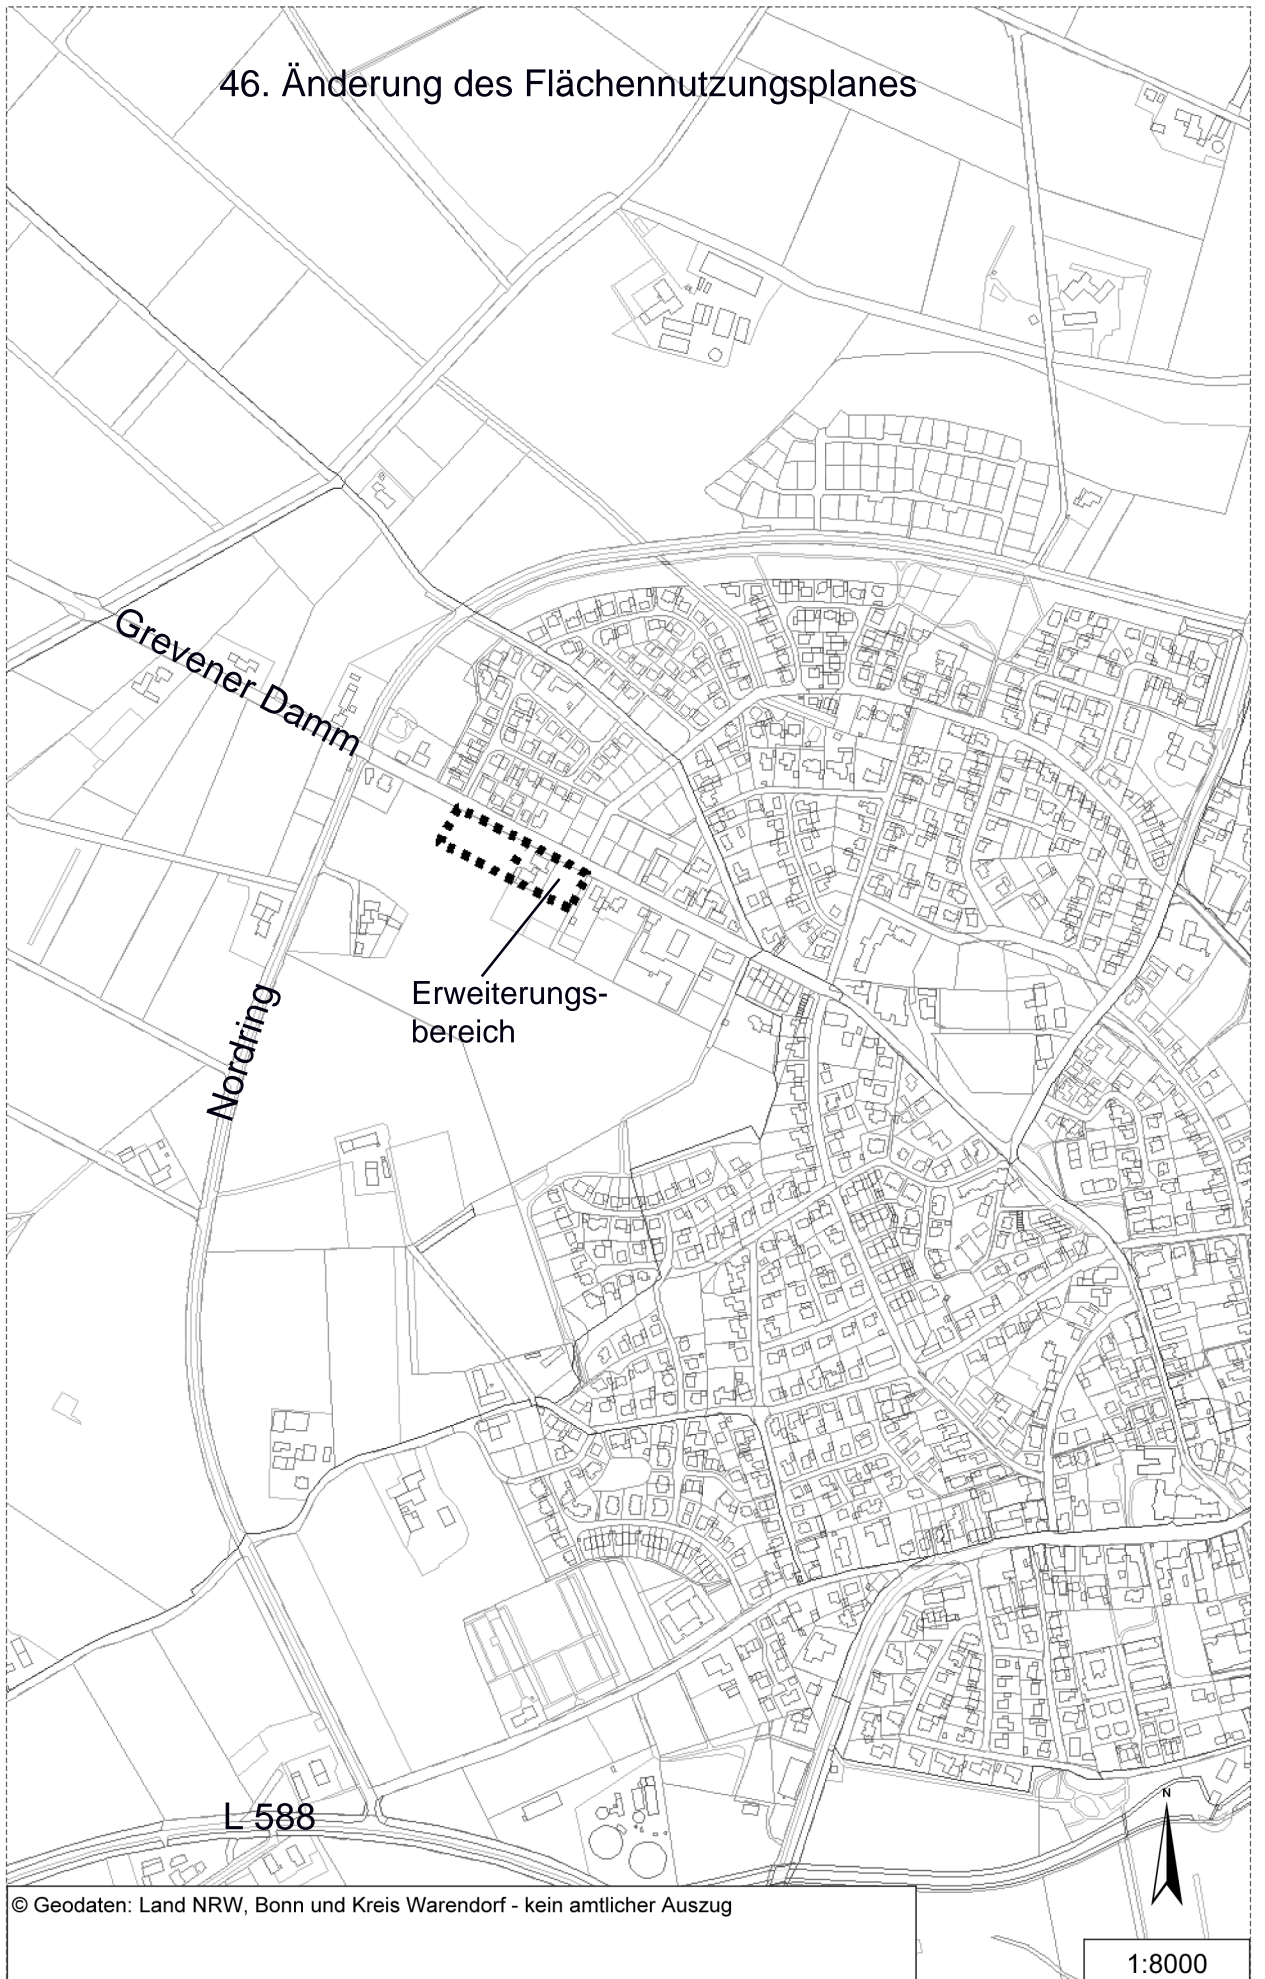 46. Änderung des Flächennutzungsplanes
Grevener Damm
Erweiterungs-
bereich
Nordring
L 588
N
© Geodaten: Land NRW, Bonn und Kreis Warendorf - kein amtlicher Auszug
1:8000